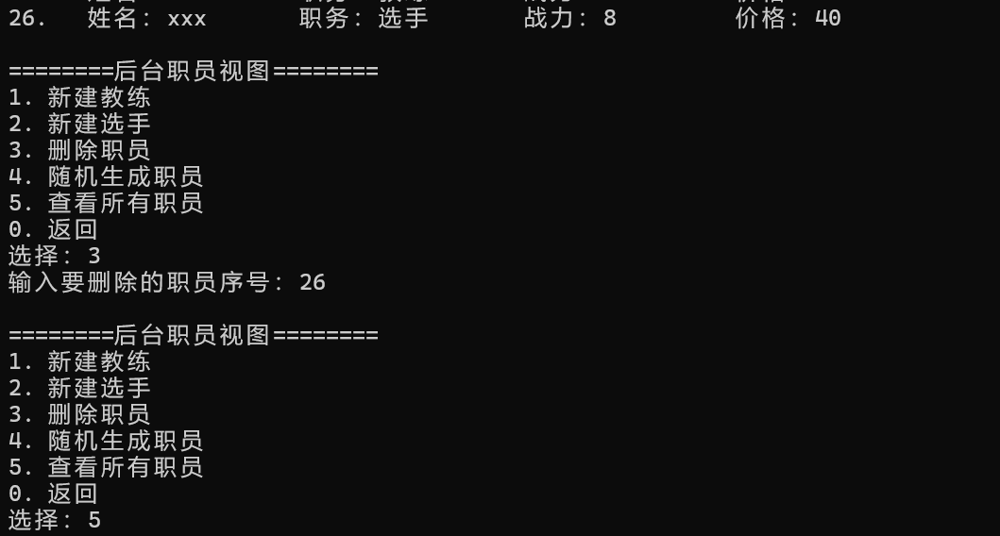 26. 姓名: xxx 职务: 选手 战力: 8 价格: 40
========后台职员视图========
1. 新建教练
2. 新建选手
3. 删除职员
4. 随机生成职员
5. 查看所有职员
0. 返回
选择: 3
输入要删除的职员序号: 26
========后台职员视图========
1. 新建教练
2. 新建选手
3. 删除职员
4. 随机生成职员
5. 查看所有职员
0. 返回
选择: 5